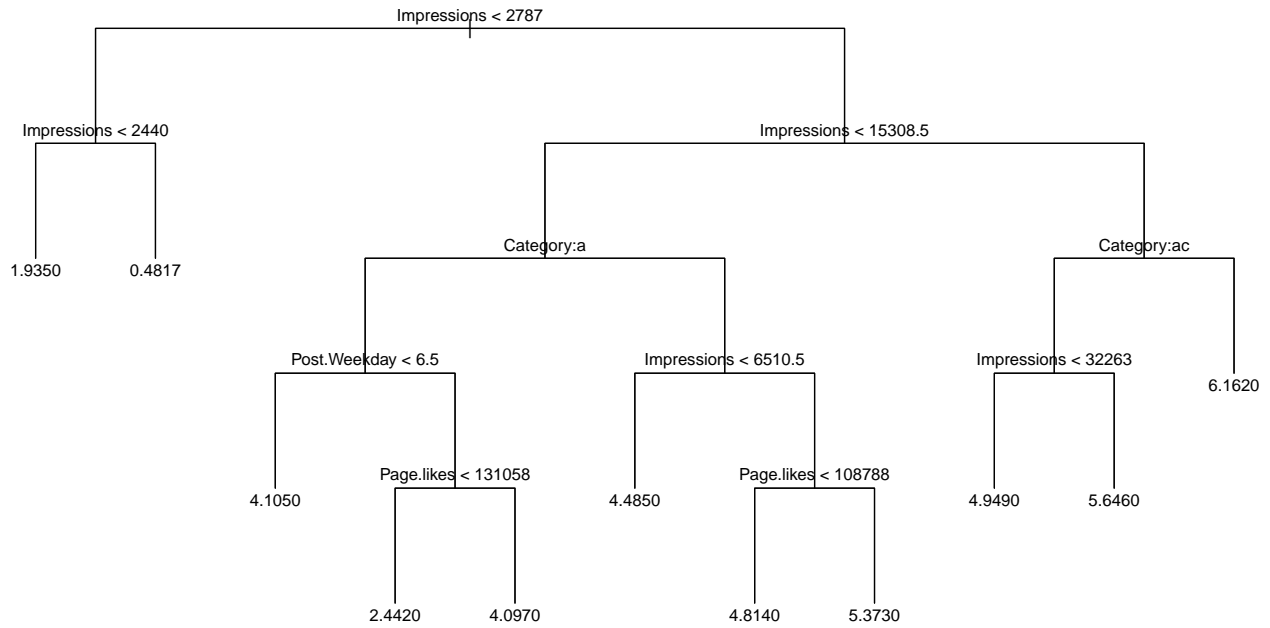 Impressions < 2787
Impressions < 2440
Impressions < 15308.5
Category:a
Category:ac
1.9350
0.4817
Post.Weekday < 6.5
Impressions < 6510.5
Impressions < 32263
6.1620
Page.likes < 131058
Page.likes < 108788
4.1050
4.4850
4.9490
5.6460
2.4420
4.0970
4.8140
5.3730